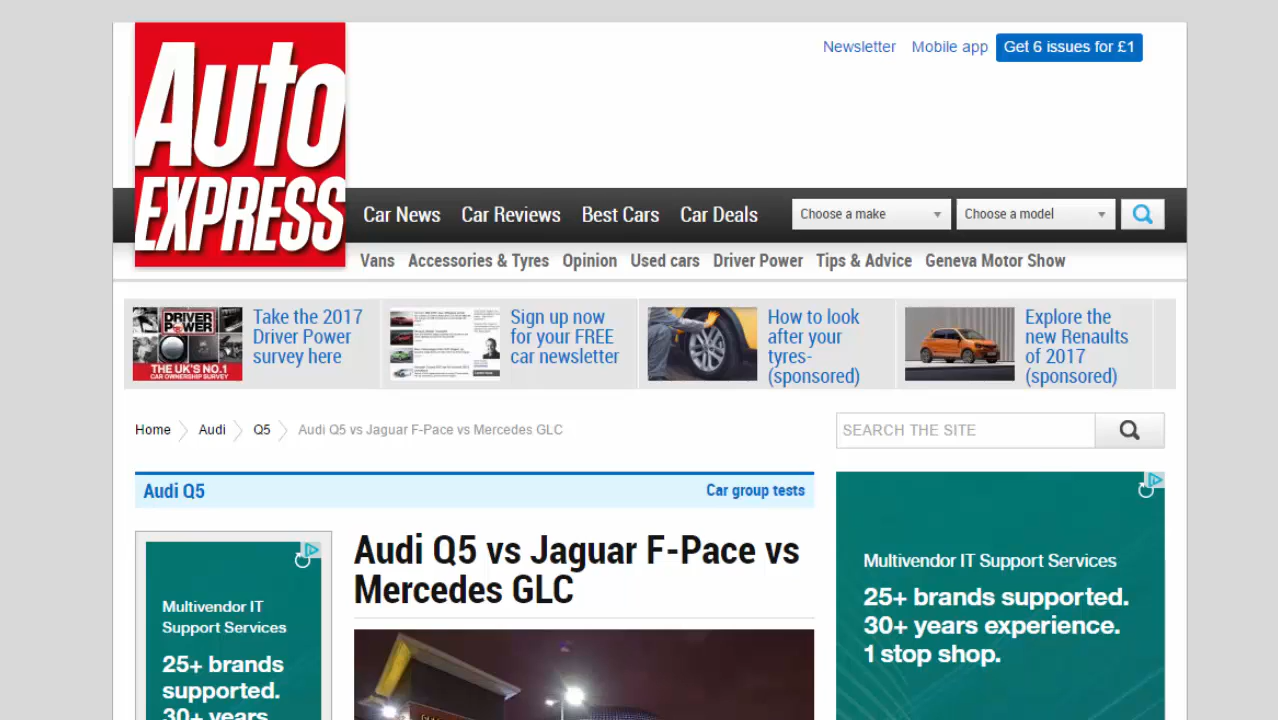 Auto
EXPRESS
Newsletter
Mobile app
Get 6 issues for £1
Car News
Car Reviews
Best Cars
Car Deals
Choose a make
Choose a model
Vans
Accessories & Tyres
Opinion
Used cars
Driver Power
Tips & Advice
Geneva Motor Show
DRIVER
POWER
THE UK'S NO.1
CAR OWNERSHIP SURVEY
Take the 2017
Driver Power
survey here
Sign up now
for your FREE
car newsletter
How to look
after your
tyres-
(sponsored)
Explore the
new Renaults
of 2017
(sponsored)
Home
Audi
Q5
Audi Q5 vs Jaguar F-Pace vs Mercedes GLC
SEARCH THE SITE
Audi Q5
Car group tests
Multivendor IT
Support Services
25+ brands
supported.
30+ years
Audi Q5 vs Jaguar F-Pace vs
Mercedes GLC
Multivendor IT Support Services
25+ brands supported.
30+ years experience.
1 stop shop.